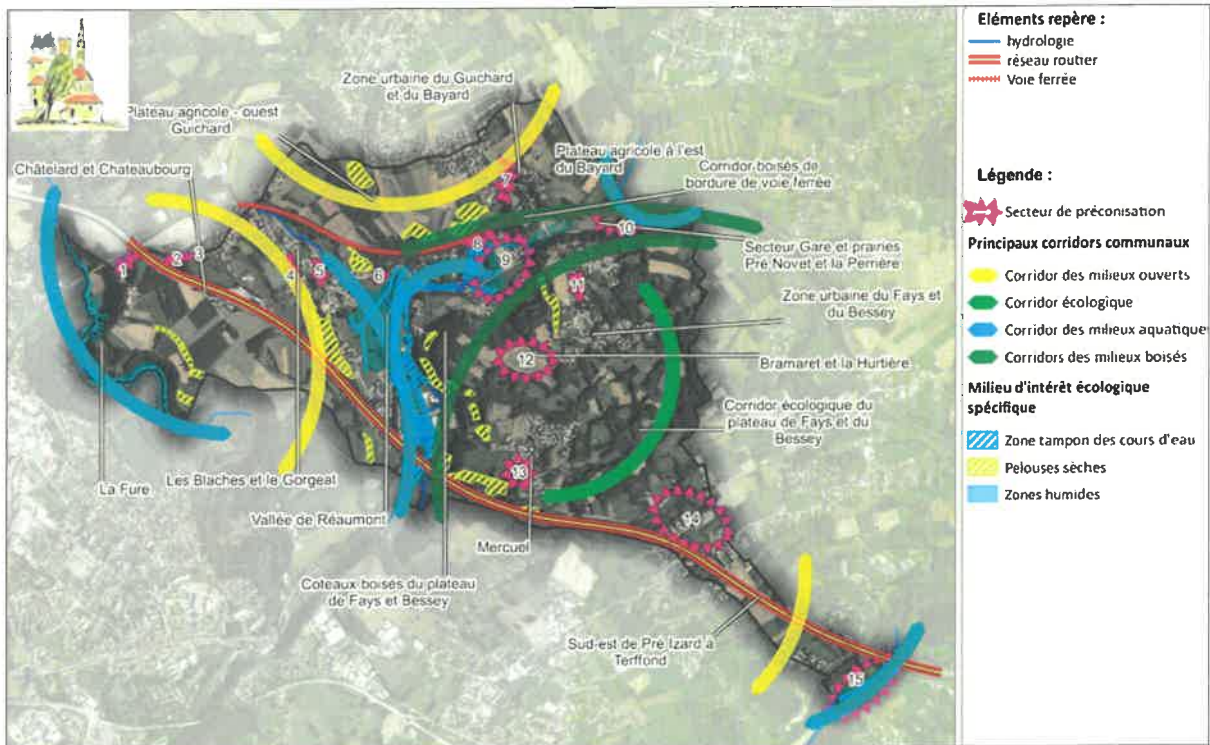 Zone urbaine du Guichard
et du Bayard
Plateau agricole - ouest
Guichard
Châtelard et Chateaubourg
Plateau agricole à l'est
du Bayard
Corridor boisés de
bordure de voie ferrée
7
8
9
10
1
2
3
4
5
6
11
Secteur Gare et prairies
Pré Novet et la Perrière
Zone urbaine du Fays et
du Bessey
12
Bramaret et la Hurtière
Corridor écologique du
plateau de Fays et du
Bessey
13
La Fure
Les Blaches et le Gorgeat
Vallée de Réaumont
Mercuel
14
Coteaux boisés du plateau
de Fays et Bessey
Sud-est de Pré Izard à
Terffond
15
Eléments repère :
hydrologie
réseau routier
Voie ferrée
Légende :
Secteur de préconisation
Principaux corridors communaux
Corridor des milieux ouverts
Corridor écologique
Corridor des milieux aquatique
Corridors des milieux boisés
Milieu d'intérêt écologique
spécifique
Zone tampon des cours d'eau
Pelouses sèches
Zones humides